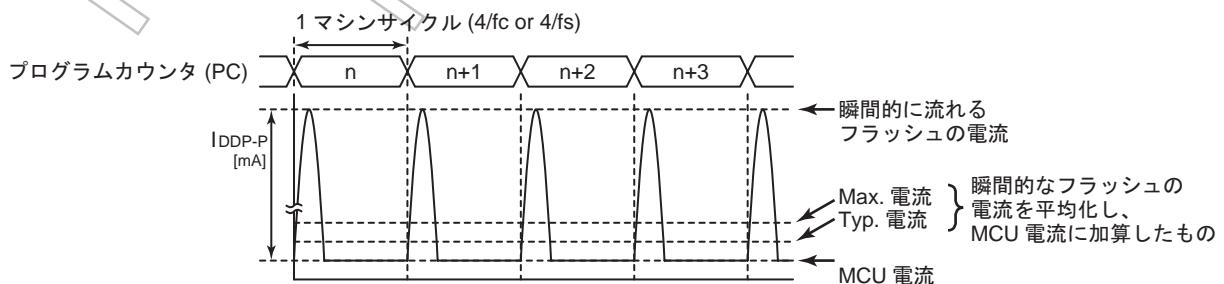 1 マシンサイクル (4/fc or 4/fs)
プログラムカウンタ (PC)
n
n+1
n+2
n+3
瞬間的に流れる
フラッシュの電流
IDDP-P
[mA]
Max. 電流
Typ. 電流
瞬間的なフラッシュの
電流を平均化し、
MCU 電流に加算したもの
MCU 電流